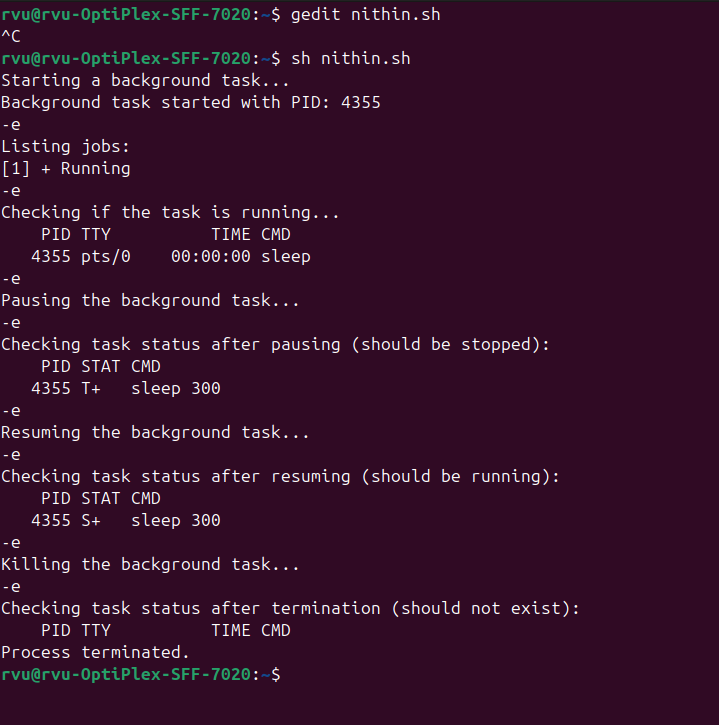 rvu@rvu-OptiPlex-SFF-7020:~$ gedit nithin.sh
^C
rvu@rvu-OptiPlex-SFF-7020:~$ sh nithin.sh
Starting a background task...
Background task started with PID: 4355
-e
Listing jobs:
[1] + Running
-e
Checking if the task is running...
    PID TTY          TIME CMD
   4355 pts/0    00:00:00 sleep
-e
Pausing the background task...
-e
Checking task status after pausing (should be stopped):
    PID STAT CMD
   4355 T+   sleep 300
-e
Resuming the background task...
-e
Checking task status after resuming (should be running):
    PID STAT CMD
   4355 S+   sleep 300
-e
Killing the background task...
-e
Checking task status after termination (should not exist):
    PID TTY          TIME CMD
Process terminated.
rvu@rvu-OptiPlex-SFF-7020:~$